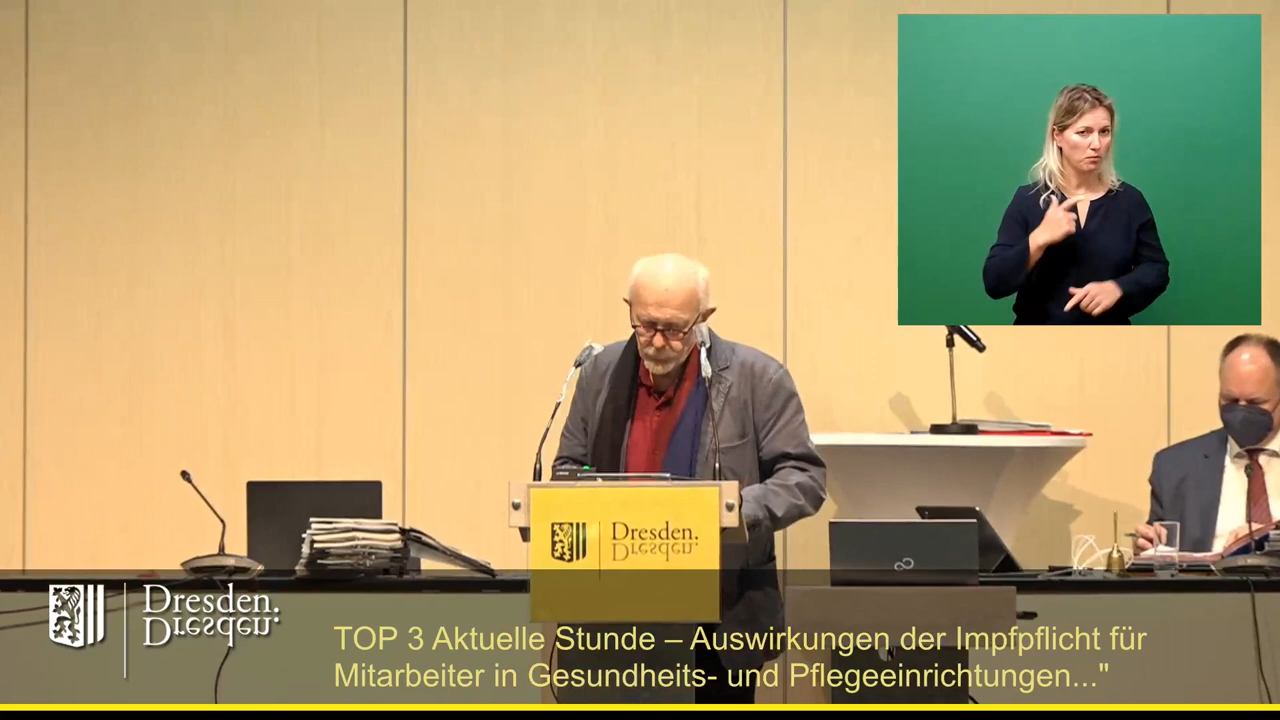 Dresden.
Dresden.
Dresden.
Dresden.
TOP 3 Aktuelle Stunde – Auswirkungen der Impfpflicht für
Mitarbeiter in Gesundheits- und Pflegeeinrichtungen..."